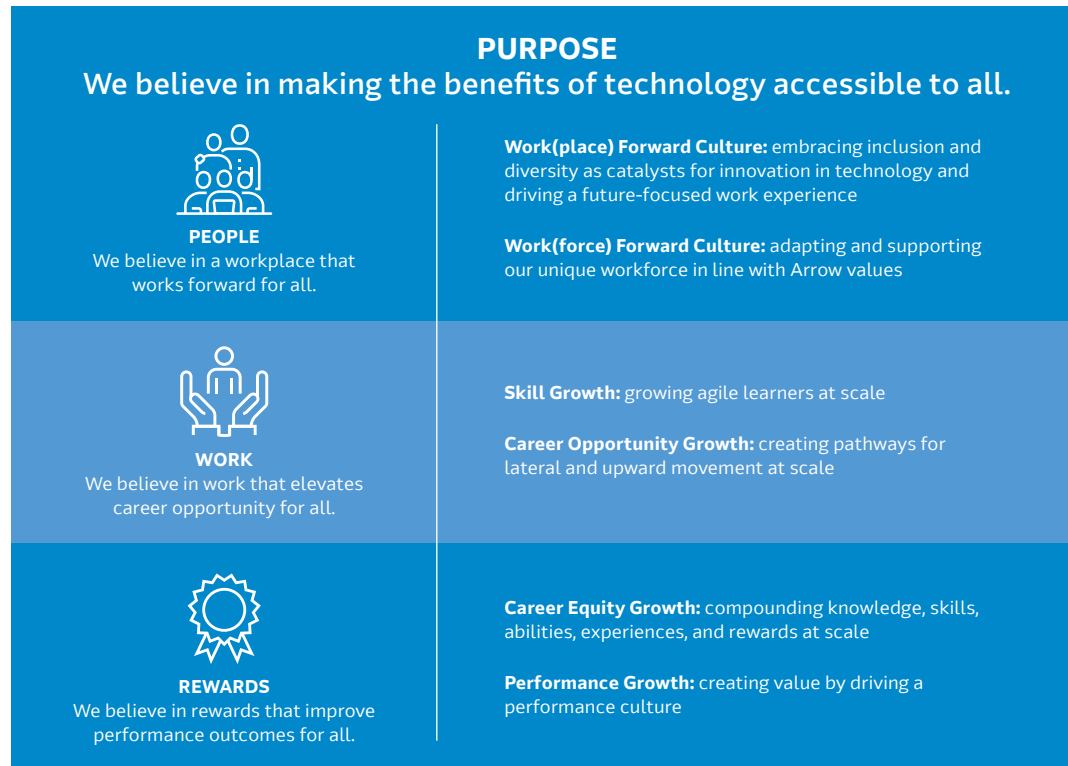 PURPOSE
We believe in making the benefits of technology accessible to all.
PEOPLE
We believe in a workplace that
works forward for all.
Work(place) Forward Culture: embracing inclusion and
diversity as catalysts for innovation in technology and
driving a future-focused work experience
Work(force) Forward Culture: adapting and supporting
our unique workforce in line with Arrow values
WORK
We believe in work that elevates
career opportunity for all.
Skill Growth: growing agile learners at scale
Career Opportunity Growth: creating pathways for
lateral and upward movement at scale
REWARDS
We believe in rewards that improve
performance outcomes for all.
Career Equity Growth: compounding knowledge, skills,
abilities, experiences, and rewards at scale
Performance Growth: creating value by driving a
performance culture